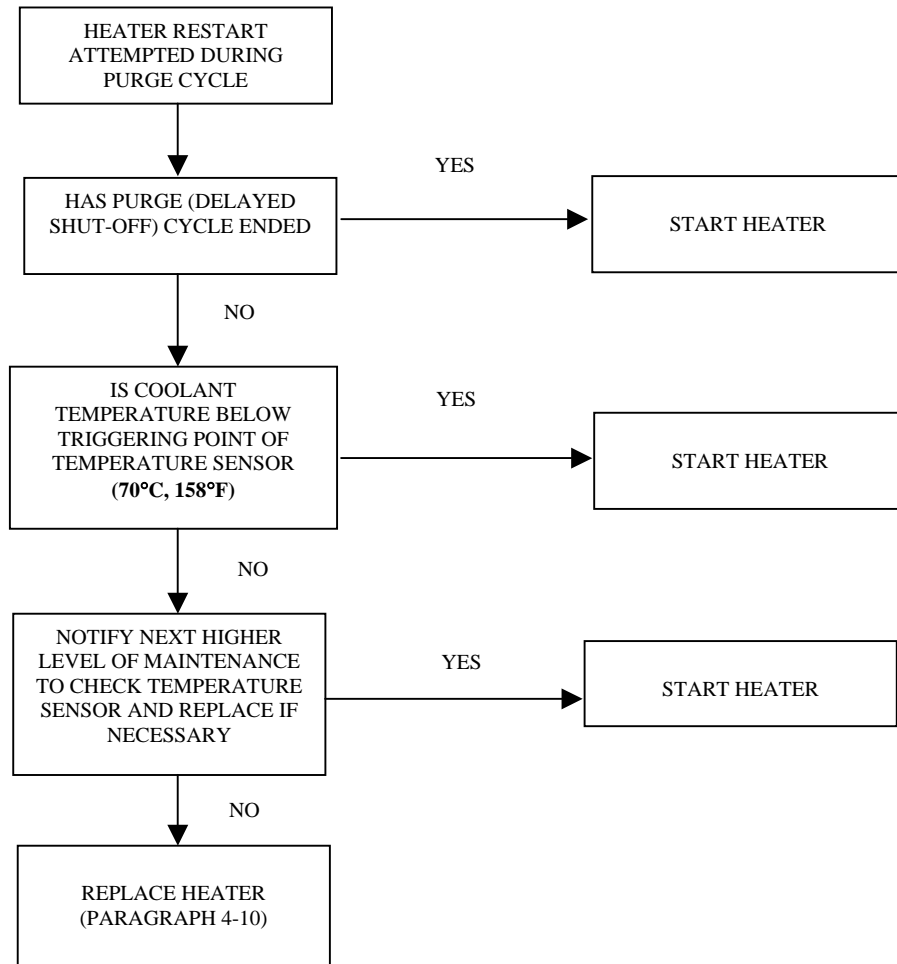 HEATER RESTART
ATTEMPTED DURING
PURGE CYCLE
YES
HAS PURGE (DELAYED
SHUT-OFF) CYCLE ENDED
START HEATER
NO
IS COOLANT
TEMPERATURE BELOW
TRIGGERING POINT OF
TEMPERATURE SENSOR
(70°C, 158°F)
YES
START HEATER
NO
NOTIFY NEXT HIGHER
LEVEL OF MAINTENANCE
TO CHECK TEMPERATURE
SENSOR AND REPLACE IF
NECESSARY
YES
START HEATER
NO
REPLACE HEATER
(PARAGRAPH 4-10)